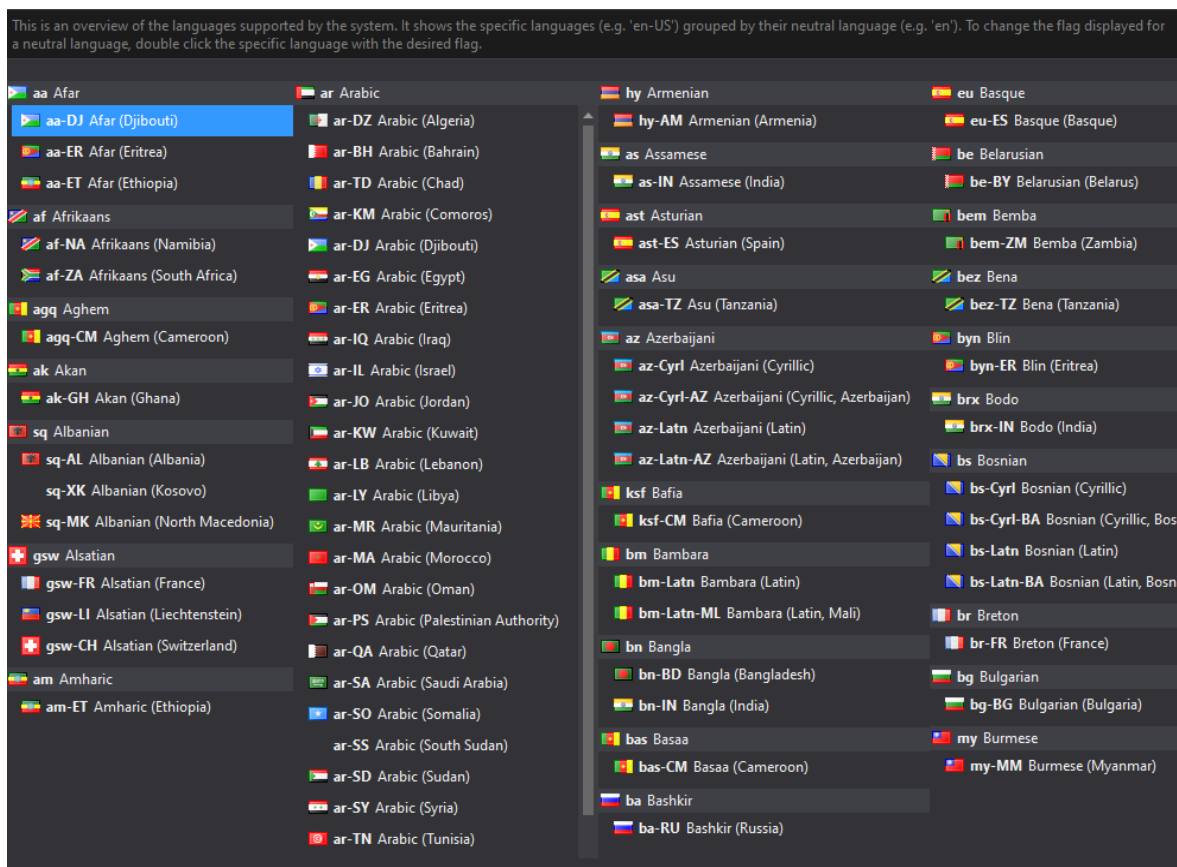 This is an overview of the languages supported by the system. It shows the specific languages (e.g. 'en-US') grouped by their neutral language (e.g. 'en'). To change the flag displayed for
a neutral language, double click the specific language with the desired flag.
aa Afar
aa-DJ Afar (Djibouti)
aa-ER Afar (Eritrea)
aa-ET Afar (Ethiopia)
af Afrikaans
af-NA Afrikaans (Namibia)
af-ZA Afrikaans (South Africa)
agq Aghem
agq-CM Aghem (Cameroon)
ak Akan
ak-GH Akan (Ghana)
sq Albanian
sq-AL Albanian (Albania)
sq-XK Albanian (Kosovo)
sq-MK Albanian (North Macedonia)
gsw Alsatian
gsw-FR Alsatian (France)
gsw-LI Alsatian (Liechtenstein)
gsw-CH Alsatian (Switzerland)
am Amharic
am-ET Amharic (Ethiopia)
ar Arabic
ar-DZ Arabic (Algeria)
ar-BH Arabic (Bahrain)
ar-TD Arabic (Chad)
ar-KM Arabic (Comoros)
ar-DJ Arabic (Djibouti)
ar-EG Arabic (Egypt)
ar-ER Arabic (Eritrea)
ar-IQ Arabic (Iraq)
ar-IL Arabic (Israel)
ar-JO Arabic (Jordan)
ar-KW Arabic (Kuwait)
ar-LB Arabic (Lebanon)
ar-LY Arabic (Libya)
ar-MR Arabic (Mauritania)
ar-MA Arabic (Morocco)
ar-OM Arabic (Oman)
ar-PS Arabic (Palestinian Authority)
ar-QA Arabic (Qatar)
ar-SA Arabic (Saudi Arabia)
ar-SO Arabic (Somalia)
ar-SS Arabic (South Sudan)
ar-SD Arabic (Sudan)
ar-SY Arabic (Syria)
ar-TN Arabic (Tunisia)
hy Armenian
hy-AM Armenian (Armenia)
as Assamese
as-IN Assamese (India)
ast Asturian
ast-ES Asturian (Spain)
asa Asu
asa-TZ Asu (Tanzania)
az Azerbaijani
az-Cyrl Azerbaijani (Cyrillic)
az-Cyrl-AZ Azerbaijani (Cyrillic, Azerbaijan)
az-Latn Azerbaijani (Latin)
az-Latn-AZ Azerbaijani (Latin, Azerbaijan)
ksf Bafia
ksf-CM Bafia (Cameroon)
bm Bambara
bm-Latn Bambara (Latin)
bm-Latn-ML Bambara (Latin, Mali)
bn Bangla
bn-BD Bangla (Bangladesh)
bn-IN Bangla (India)
bas Basaa
bas-CM Basaa (Cameroon)
ba Bashkir
ba-RU Bashkir (Russia)
eu Basque
eu-ES Basque (Basque)
be Belarusian
be-BY Belarusian (Belarus)
bem Bemba
bem-ZM Bemba (Zambia)
bez Bena
bez-TZ Bena (Tanzania)
byn Blin
byn-ER Blin (Eritrea)
brx Bodo
brx-IN Bodo (India)
bs Bosnian
bs-Cyrl Bosnian (Cyrillic)
bs-Cyrl-BA Bosnian (Cyrillic, Bos
bs-Latn Bosnian (Latin)
bs-Latn-BA Bosnian (Latin, Bosn
br Breton
br-FR Breton (France)
bg Bulgarian
bg-BG Bulgarian (Bulgaria)
my Burmese
my-MM Burmese (Myanmar)